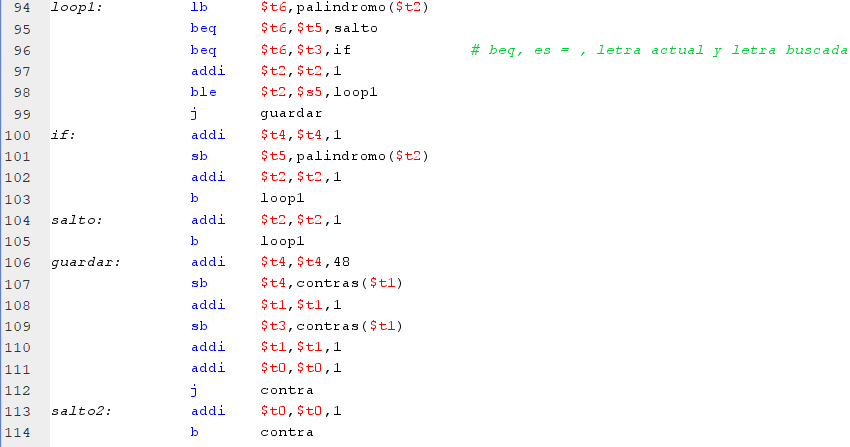 94 loop1: lb $t6,palindromo($t2)
95 beq $t6,$t5,salto
96 beq $t6,$t3,if # beq, es = , letra actual y letra buscada
97 addi $t2,$t2,1
98 ble $t2,$s5,loop1
99 j guardar
100 if: addi $t4,$t4,1
101 sb $t5,palindromo($t2)
102 addi $t2,$t2,1
103 b loop1
104 salto: addi $t2,$t2,1
105 b loop1
106 guardar: addi $t4,$t4,48
107 sb $t4,contras($t1)
108 addi $t1,$t1,1
109 sb $t3,contras($t1)
110 addi $t1,$t1,1
111 addi $t0,$t0,1
112 j contra
113 salto2: addi $t0,$t0,1
114 b contra